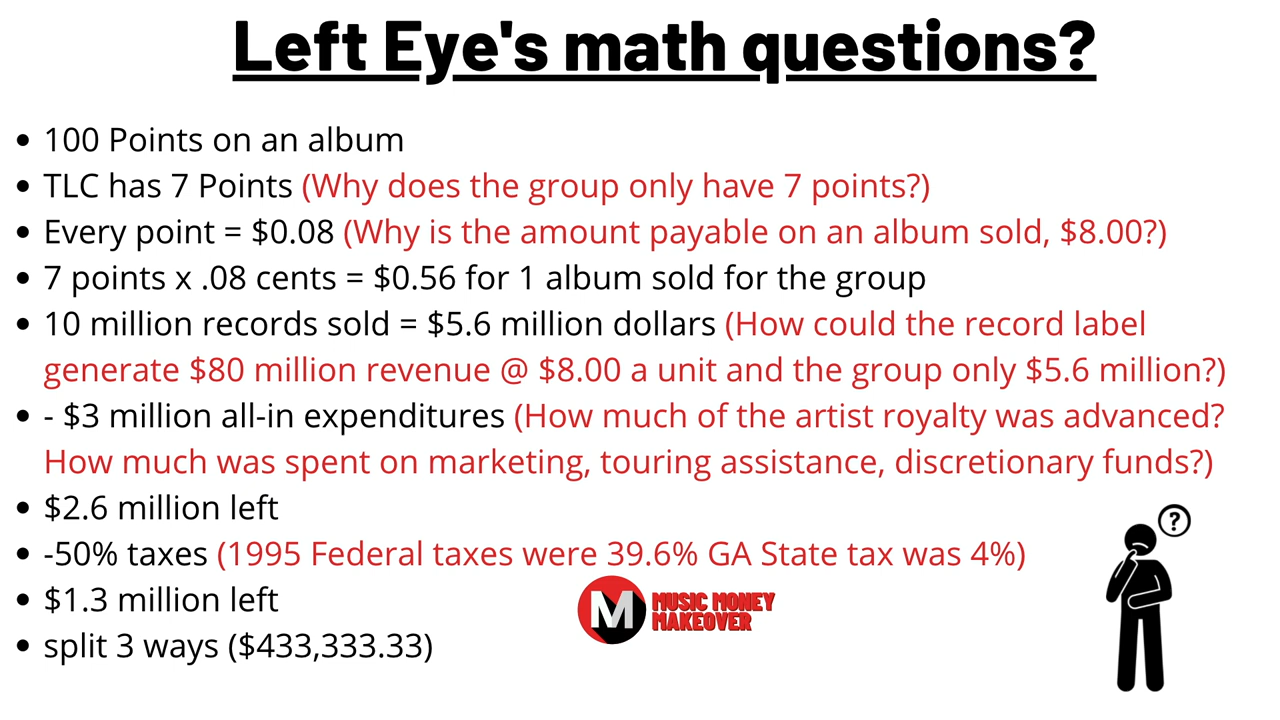 Left Eye's math questions?
• 100 Points on an album
• TLC has 7 Points (Why does the group only have 7 points?)
• Every point = $0.08 (Why is the amount payable on an album sold, $8.00?)
• 7 points x .08 cents = $0.56 for 1 album sold for the group
• 10 million records sold = $5.6 million dollars (How could the record label
generate $80 million revenue @ $8.00 a unit and the group only $5.6 million?)
• - $3 million all-in expenditures (How much of the artist royalty was advanced?
How much was spent on marketing, touring assistance, discretionary funds?)
• $2.6 million left
• -50% taxes (1995 Federal taxes were 39.6% GA State tax was 4%)
• $1.3 million left
• split 3 ways ($433,333.33)
M
MUSIC MONEY
MAKEOVER
?